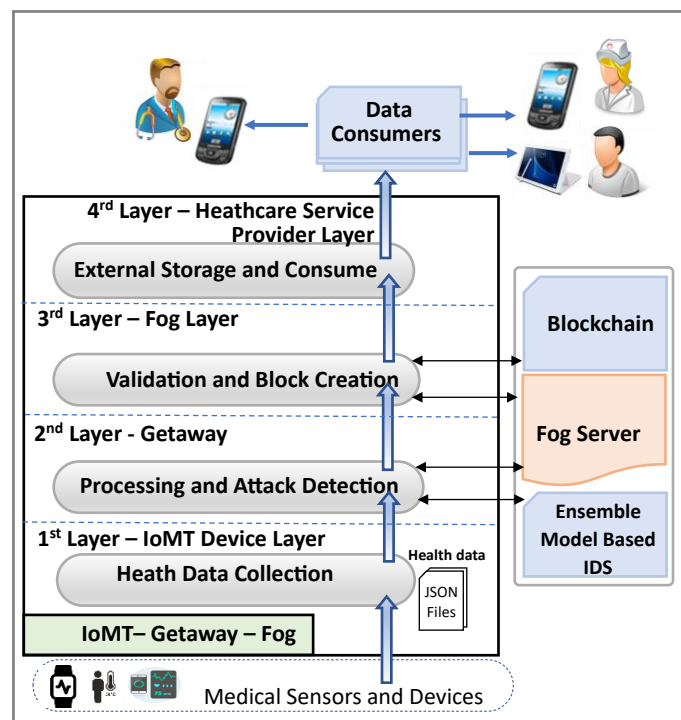 Data
Consumers
4rd Layer – Heathcare Service
Provider Layer
External Storage and Consume
3rd Layer – Fog Layer
Blockchain
Validation and Block Creation
Fog Server
2nd Layer - Getaway
Processing and Attack Detection
Ensemble
Model Based
IDS
1st Layer – IoMT Device Layer
Health data
Heath Data Collection
JSON
Files
IoMT– Getaway – Fog
Medical Sensors and Devices